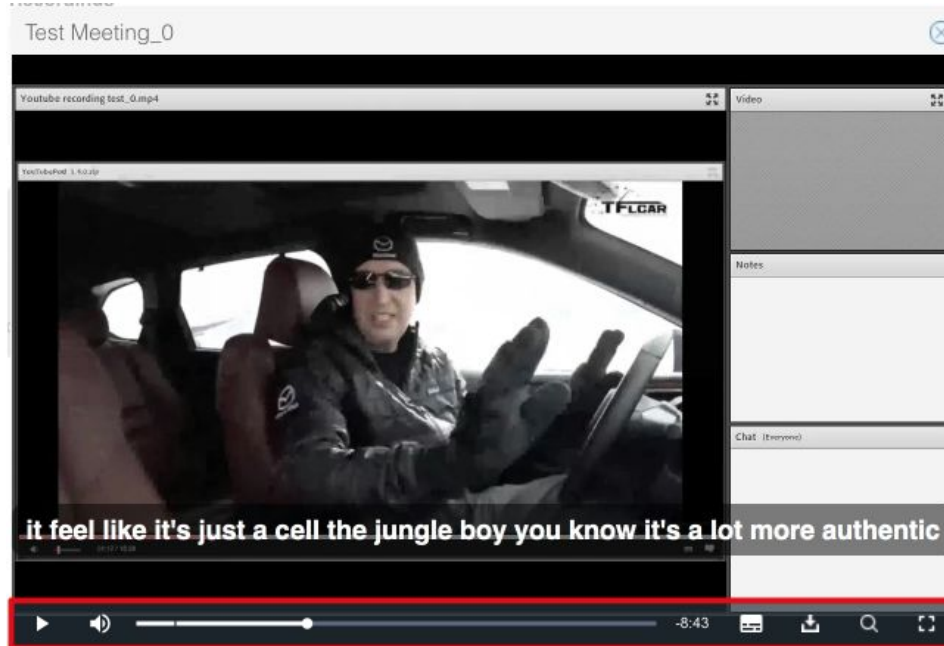 Test Meeting_0
Youtube recording test_0.mp4
Video
YouTubePod
TFLCAR
Notes
Chat (Everyone)
it feel like it's just a cell the jungle boy you know it's a lot more authentic
-8:43